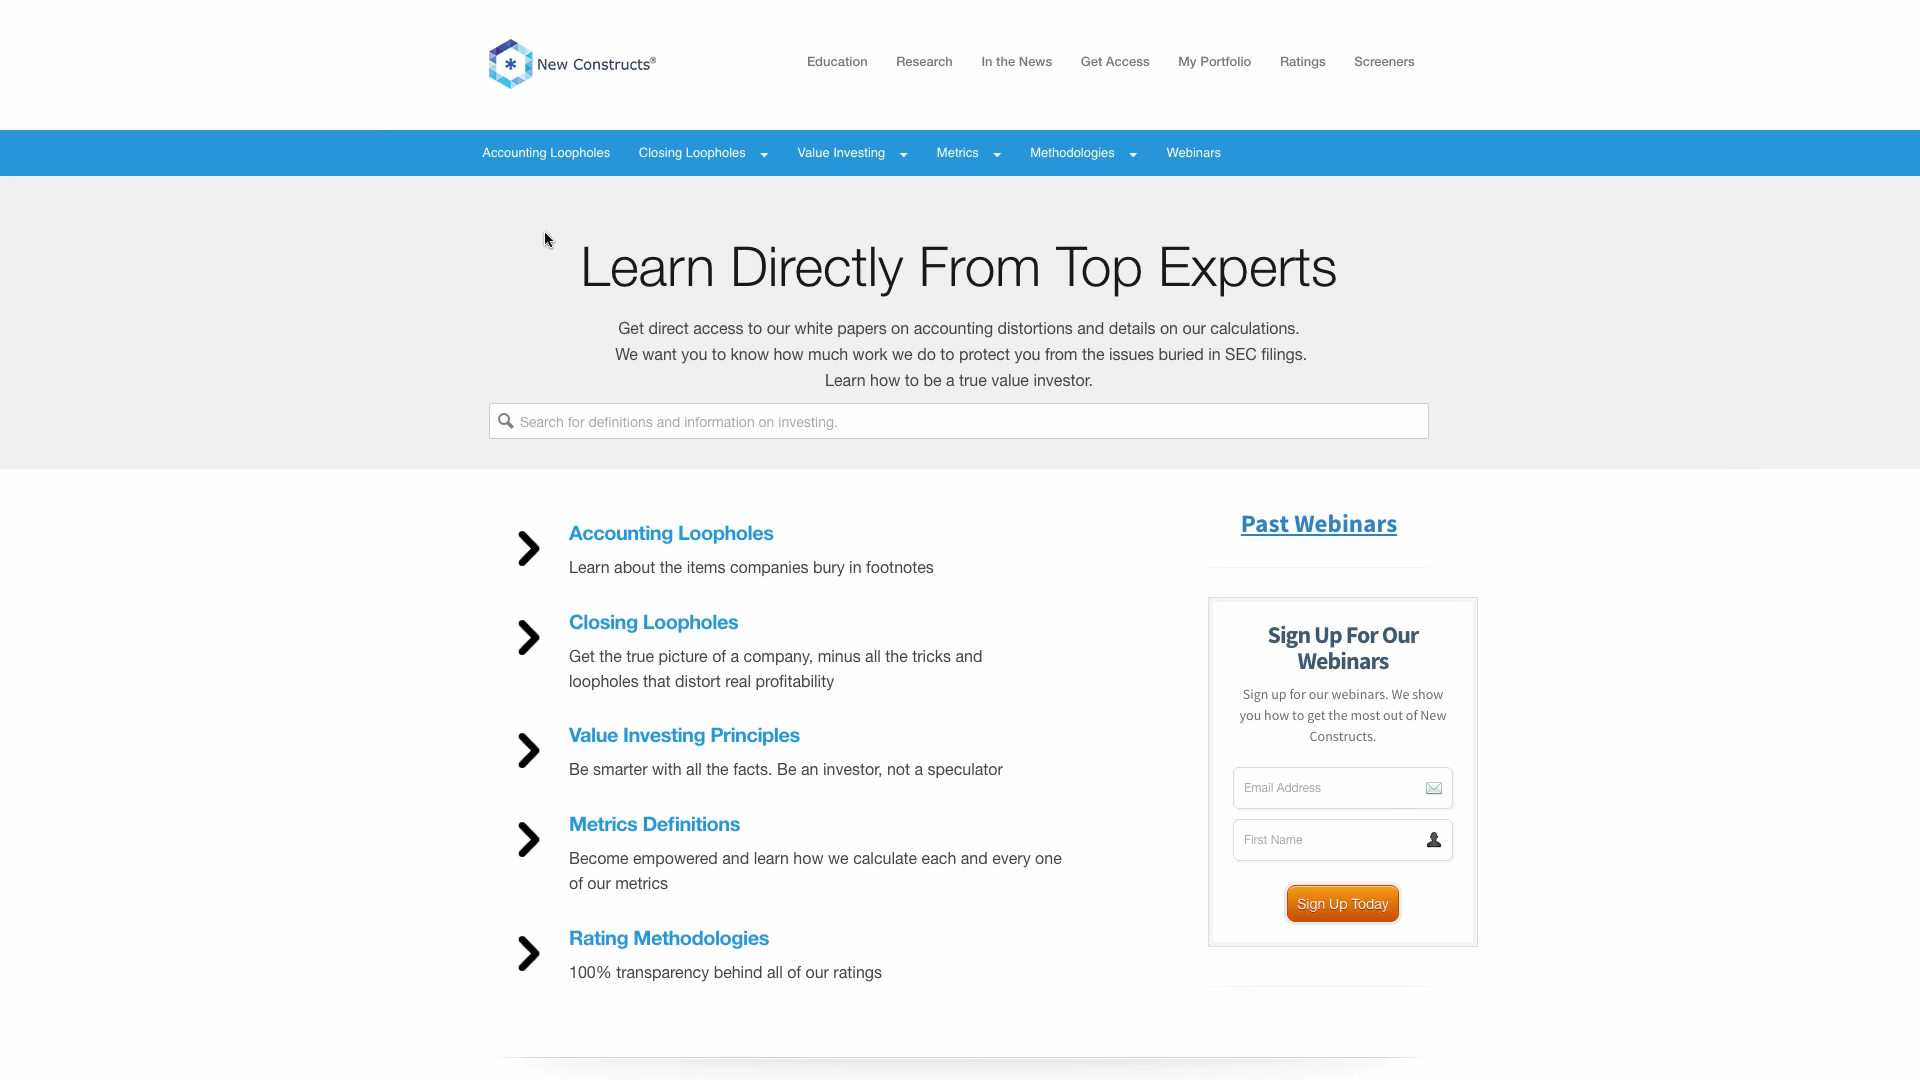 New Constructs®
Education Research In the News Get Access My Portfolio Ratings Screeners
Accounting Loopholes Closing Loopholes Value Investing Metrics Methodologies Webinars
Learn Directly From Top Experts
Get direct access to our white papers on accounting distortions and details on our calculations.
We want you to know how much work we do to protect you from the issues buried in SEC filings.
Learn how to be a true value investor.
Search for definitions and information on investing.
Accounting Loopholes
Learn about the items companies bury in footnotes
Closing Loopholes
Get the true picture of a company, minus all the tricks and
loopholes that distort real profitability
Value Investing Principles
Be smarter with all the facts. Be an investor, not a speculator
Metrics Definitions
Become empowered and learn how we calculate each and every one
of our metrics
Rating Methodologies
100% transparency behind all of our ratings
Past Webinars
Sign Up For Our
Webinars
Sign up for our webinars. We show
you how to get the most out of New
Constructs.
Email Address
First Name
Sign Up Today